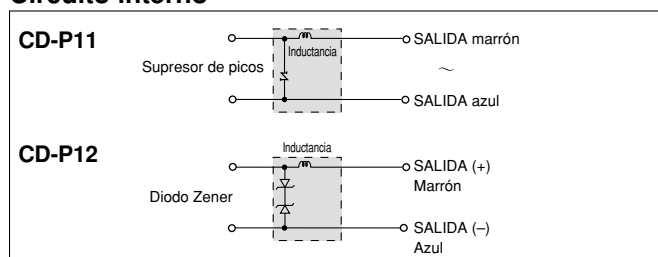 Circuito interno
CD-P11
Inductancia
SALIDA marrón
Supresor de picos
～
SALIDA azul
CD-P12
Inductancia
SALIDA (+)
Marrón
Diodo Zener
SALIDA (–)
Azul